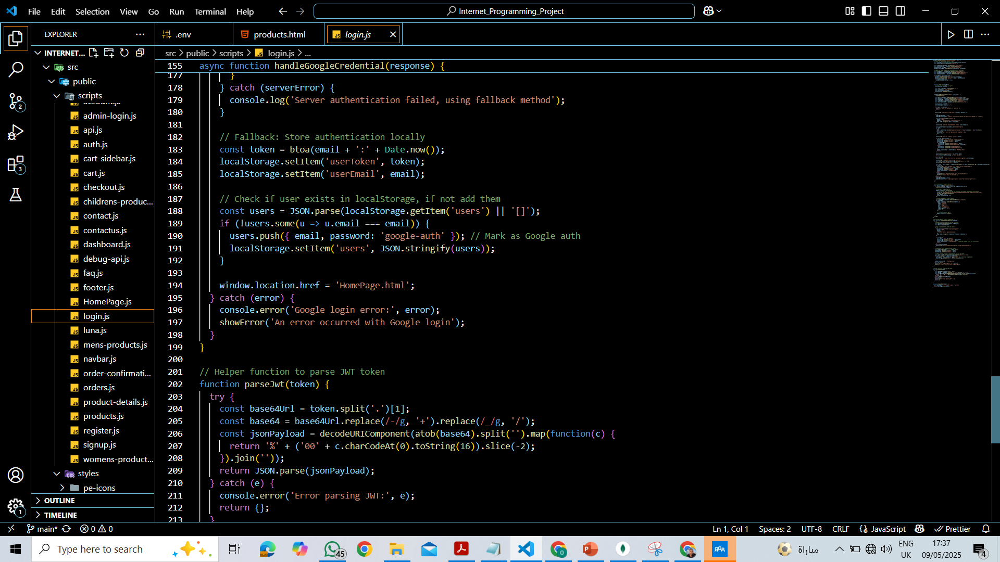 File Edit Selection View Go Run Terminal Help
Internet_Programming_Project
EXPLORER
.env
products.html
login.js
INTERNET...
src
public
scripts
admin-login.js
api.js
auth.js
cart-sidebar.js
cart.js
checkout.js
childrens-produc...
contact.js
contactus.js
dashboard.js
debug-api.js
faq.js
footer.js
HomePage.js
login.js
luna.js
mens-products.js
navbar.js
order-confirmati...
orders.js
product-details.js
products.js
register.js
signup.js
womens-product...
styles
pe-icons
OUTLINE
TIMELINE
2
3
1
src > public > scripts > login.js > ...
155 async function handleGoogleCredential(response) {
177 }
178 } catch (serverError) {
179 console.log('Server authentication failed, using fallback method');
180 }
181
182 // Fallback: Store authentication locally
183 const token = btoa(email + ':' + Date.now());
184 localStorage.setItem('userToken', token);
185 localStorage.setItem('userEmail', email);
186
187 // Check if user exists in localStorage, if not add them
188 const users = JSON.parse(localStorage.getItem('users') || '[]');
189 if (!users.some(u => u.email === email)) {
190 users.push({ email, password: 'google-auth' }); // Mark as Google auth
191 localStorage.setItem('users', JSON.stringify(users));
192 }
193
194 window.location.href = 'HomePage.html';
195 } catch (error) {
196 console.error('Google login error:', error);
197 showError('An error occurred with Google login');
198 }
199 }
200
201 // Helper function to parse JWT token
202 function parseJwt(token) {
203 try {
204 const base64Url = token.split('.')[1];
205 const base64 = base64Url.replace(/-/g, '+').replace(/_/g, '/');
206 const jsonPayload = decodeURIComponent(atob(base64).split('').map(function(c) {
207 return '%' + ('00' + c.charCodeAt(0).toString(16)).slice(-2);
208 }).join(''));
209 return JSON.parse(jsonPayload);
210 } catch (e) {
211 console.error('Error parsing JWT:', e);
212 return {};
213 }
main* 0 0
Ln 1, Col 1 Spaces: 2 UTF-8 CRLF JavaScript Prettier
Type here to search
45
مباراة
ENG
UK
17:37
09/05/2025
4